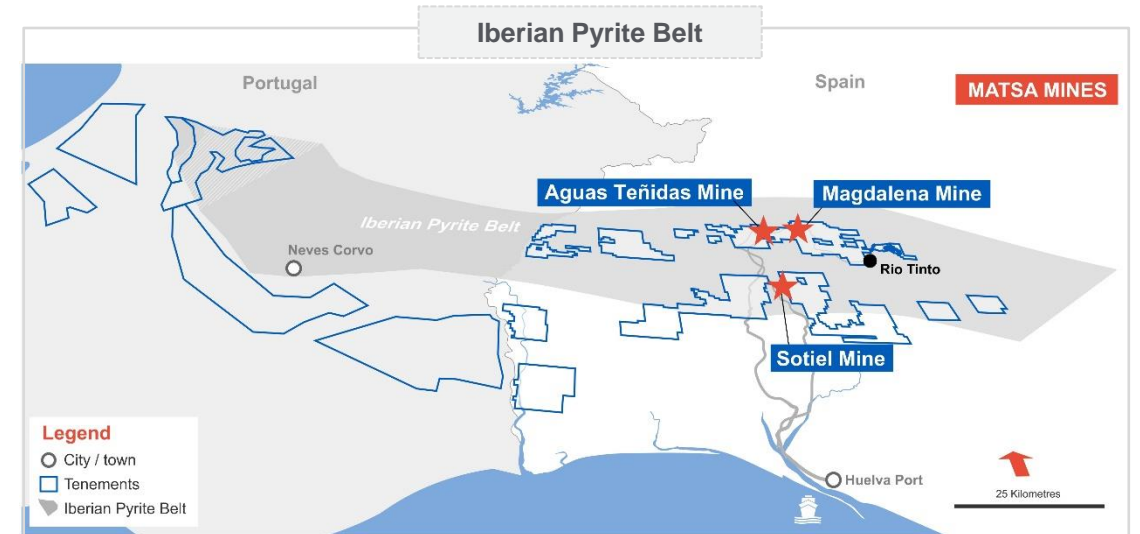 Iberian Pyrite Belt
Portugal
Spain
MATSA MINES
Aguas Teñidas Mine
Magdalena Mine
Iberian Pyrite Belt
Neves Corvo
Rio Tinto
Sotiel Mine
Legend
City / town
Tenements
Iberian Pyrite Belt
Huelva Port
25 Kilometres